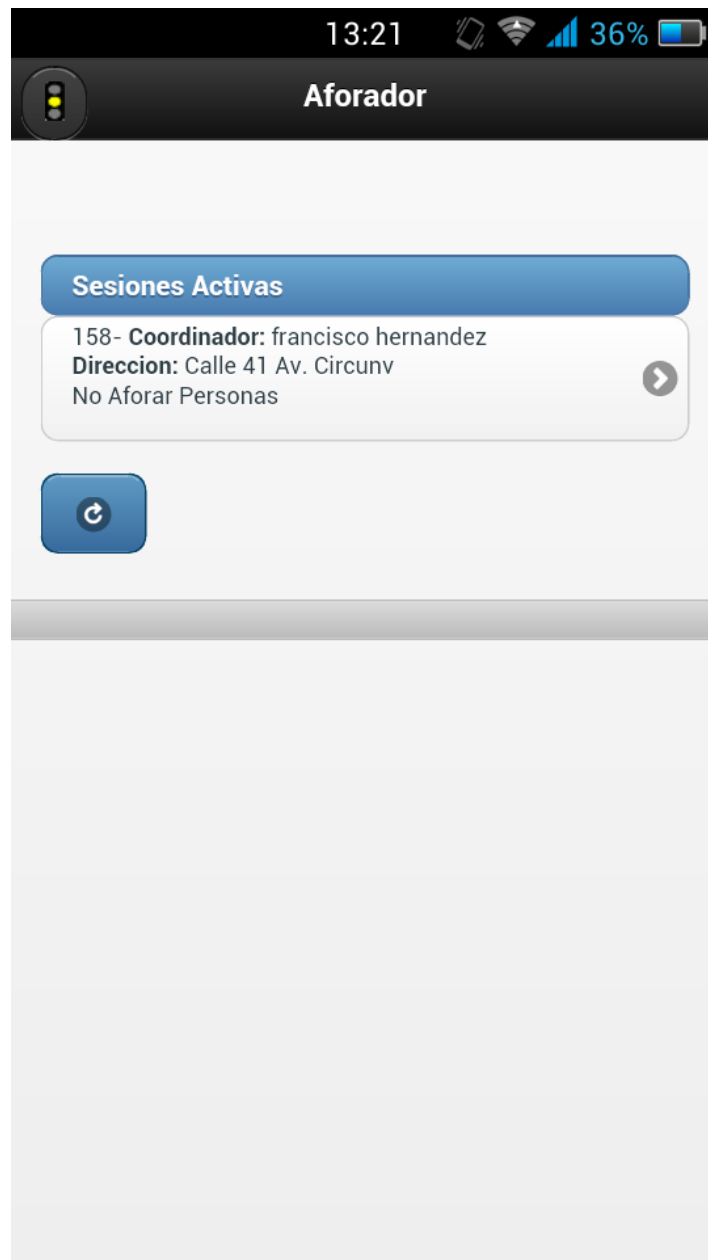 13:21 36%
Aforador
Sesiones Activas
158- Coordinador: francisco hernandez
Direccion: Calle 41 Av. Circunv
No Aforar Personas